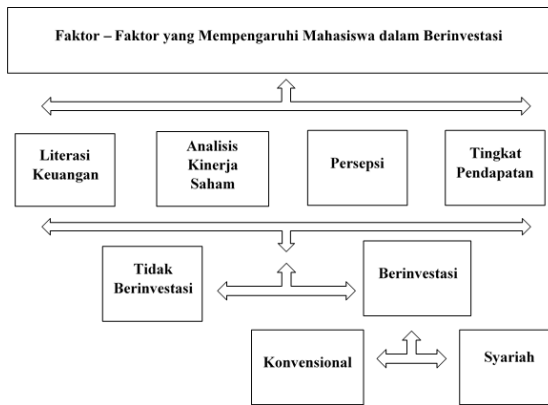 Faktor – Faktor yang Mempengaruhi Mahasiswa dalam Berinvestasi
Literasi
Keuangan
Analisis
Kinerja
Saham
Persepsi
Tingkat
Pendapatan
Tidak
Berinvestasi
Berinvestasi
Konvensional
Syariah